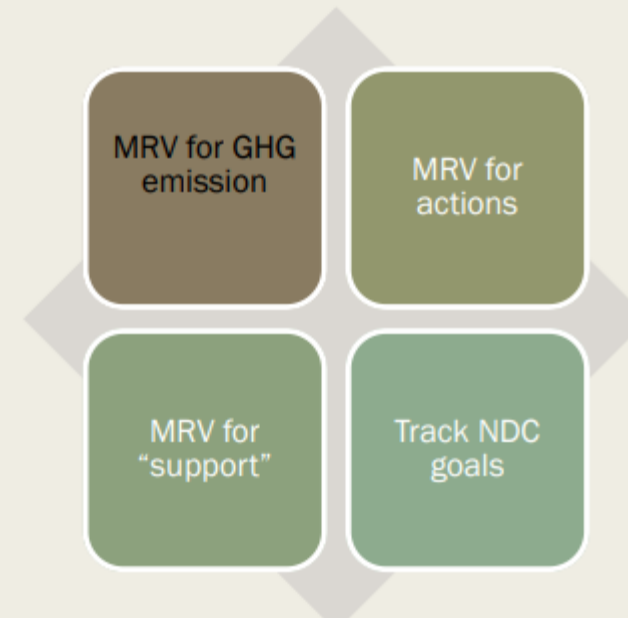 MRV for GHG
emission
MRV for
actions
MRV for
“support”
Track NDC
goals